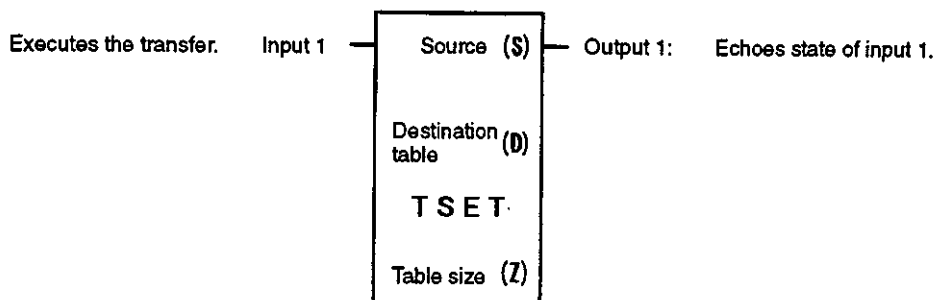 Executes the transfer. Input 1 Source (S) Output 1: Echoes state of input 1.
Destination
table (D)
TSET
Table size (Z)